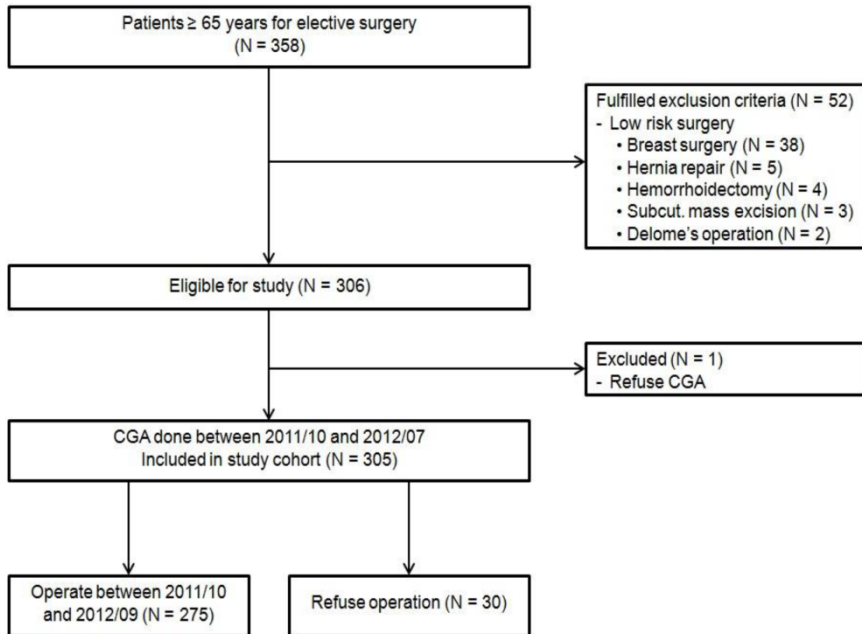 Patients ≥ 65 years for elective surgery
(N = 358)
Fulfilled exclusion criteria (N = 52)
- Low risk surgery
• Breast surgery (N = 38)
• Hernia repair (N = 5)
• Hemorrhoidectomy (N = 4)
• Subcut. mass excision (N = 3)
• Delome's operation (N = 2)
Eligible for study (N = 306)
Excluded (N = 1)
- Refuse CGA
CGA done between 2011/10 and 2012/07
Included in study cohort (N = 305)
Operate between 2011/10
and 2012/09 (N = 275)
Refuse operation (N = 30)